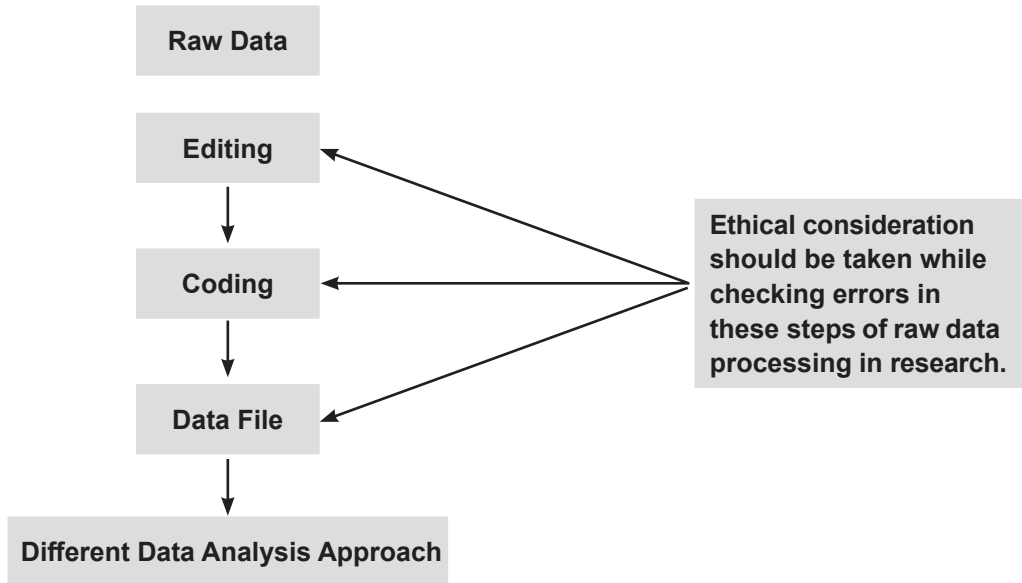 Raw Data
Editing
Coding
Data File
Different Data Analysis Approach
Ethical consideration
should be taken while
checking errors in
these steps of raw data
processing in research.